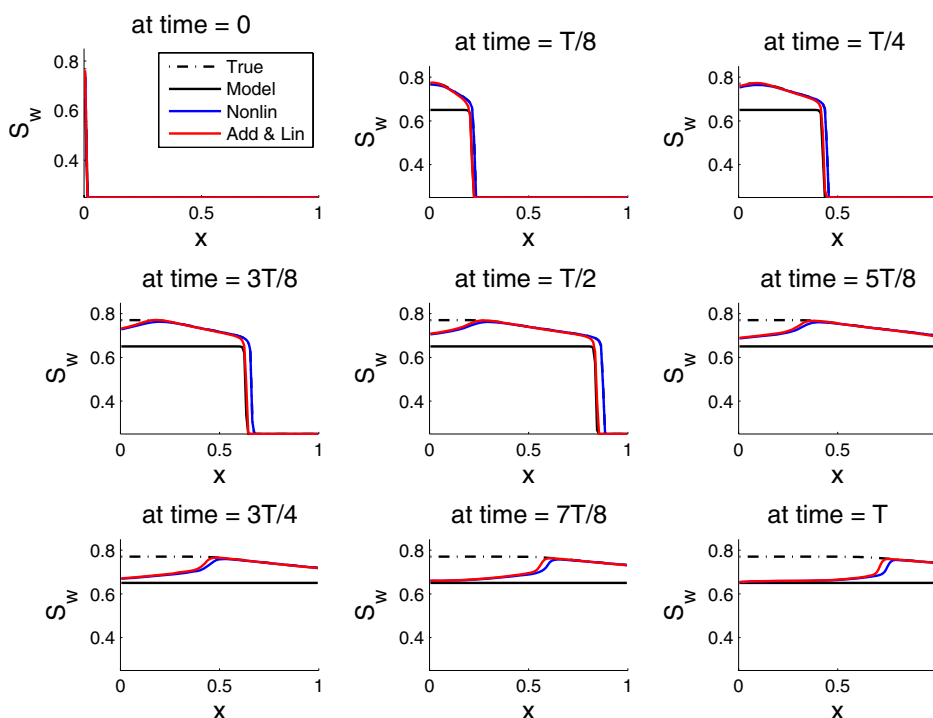 at time = 0
at time = T/8
at time = T/4
S_w
0.8
0.6
0.4
0
0.5
1
x
True
Model
Nonlin
Add & Lin
S_w
0.8
0.6
0.4
0
0.5
1
x
S_w
0.8
0.6
0.4
0
0.5
x
at time = 3T/8
at time = T/2
at time = 5T/8
S_w
0.8
0.6
0.4
0
0.5
1
x
S_w
0.8
0.6
0.4
0
0.5
1
x
S_w
0.8
0.6
0.4
0
0.5
x
at time = 3T/4
at time = 7T/8
at time = T
S_w
0.8
0.6
0.4
0
0.5
1
x
S_w
0.8
0.6
0.4
0
0.5
1
x
S_w
0.8
0.6
0.4
0
0.5
x